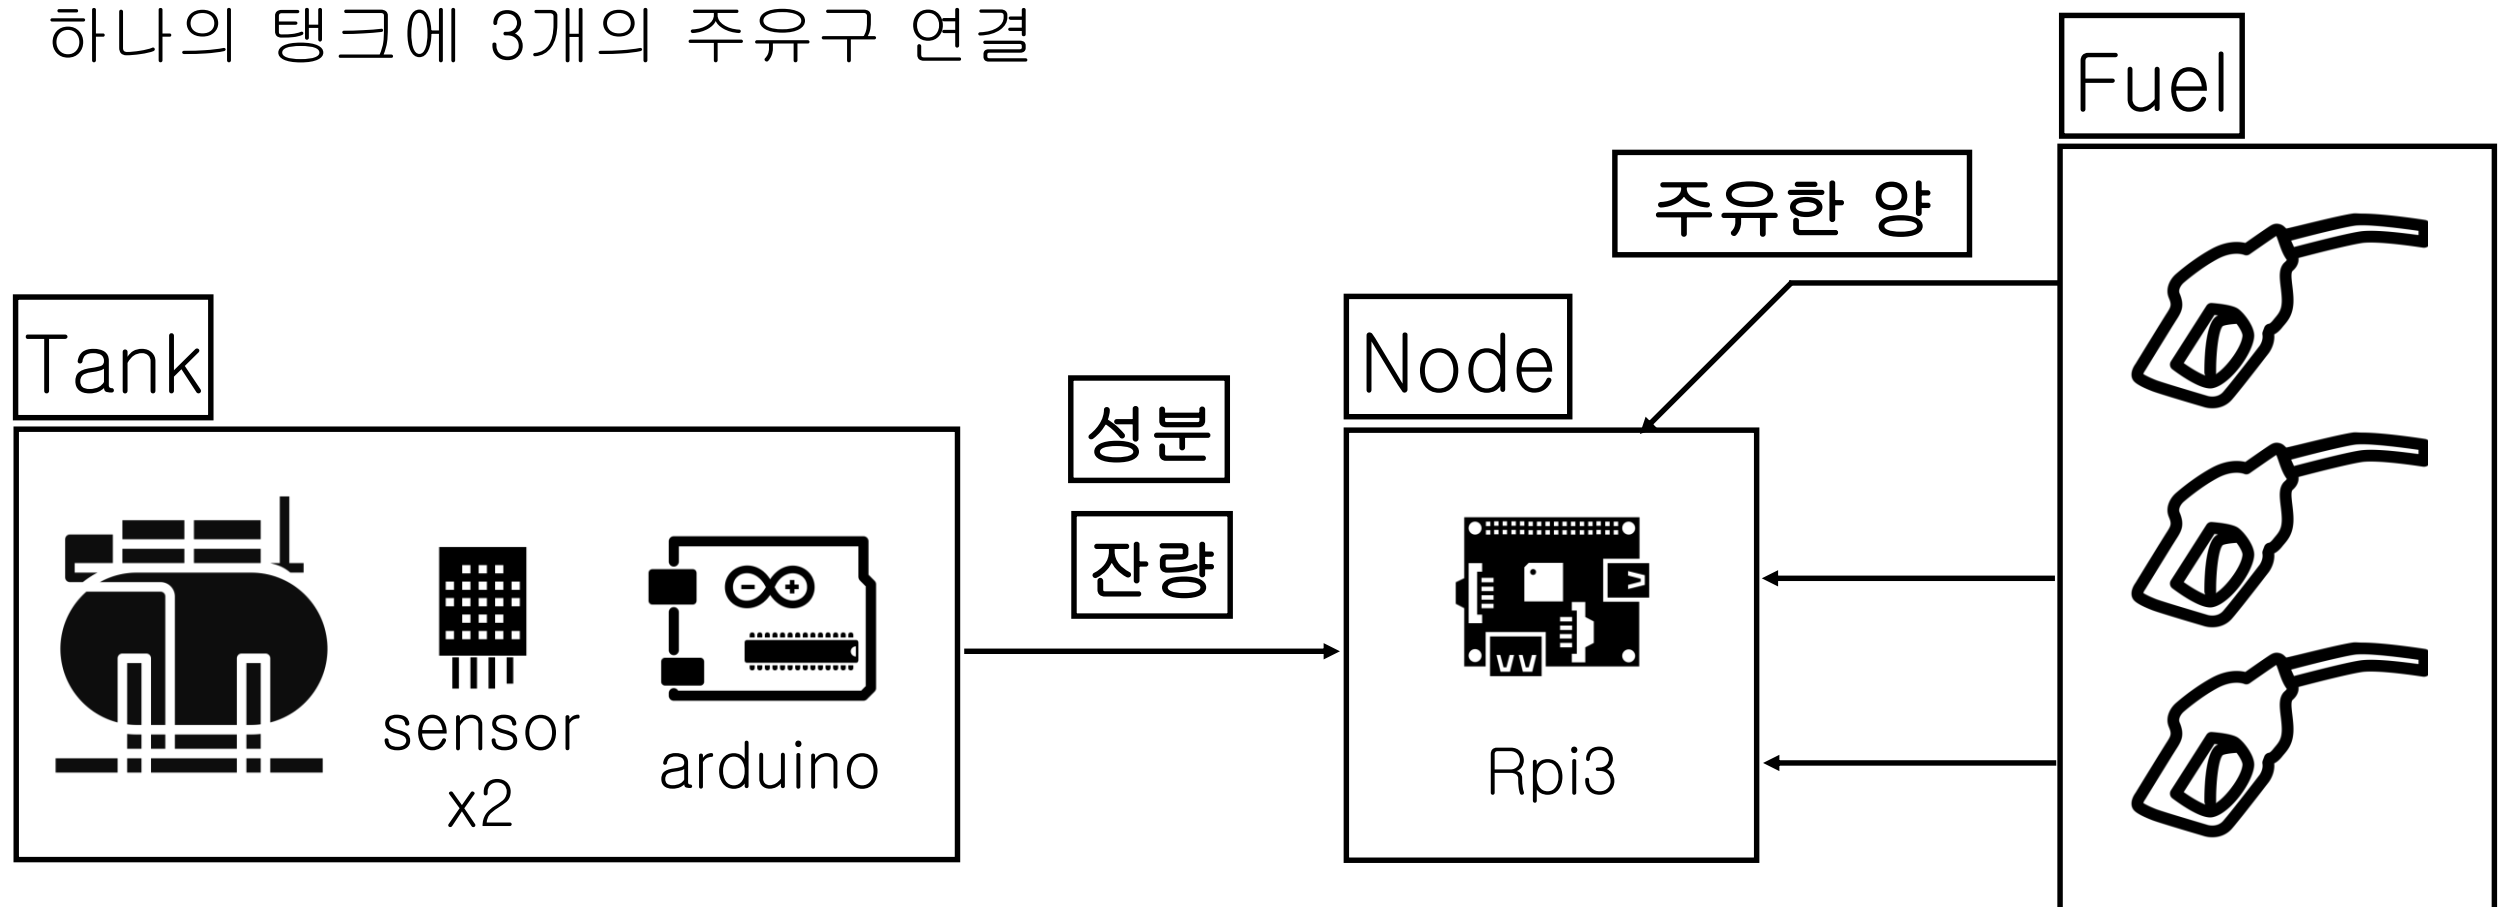 하나의 탱크에 3개의 주유구 연결
Fuel
주유한 양
Tank
Node
성분
잔량
sensor
x2
arduino
Rpi3